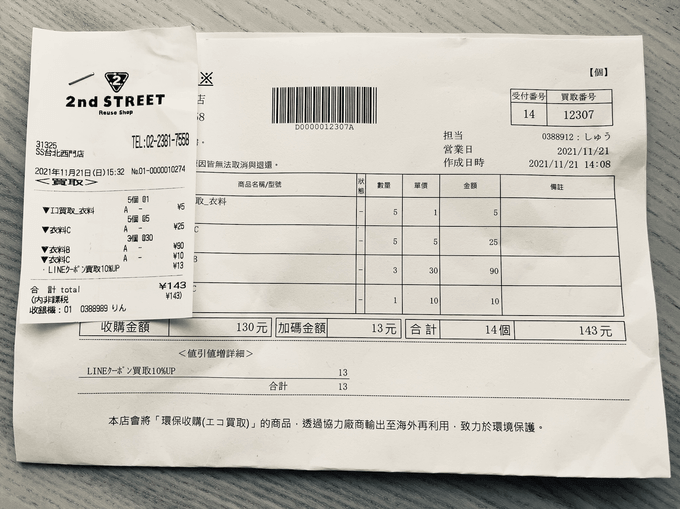 2
2nd STREET
Reuse Shop
TEL:02-2381-7558
31325
SS台北西門店
2021年11月21日(日)15:32 №01-0000010274
＜買取＞
5個 @1
▼エコ買取_衣料 A - ¥5
5個 @5
▼衣料C A - ¥25
3個 @30
▼衣料B A - ¥90
▼衣料C A - ¥10
・LINEｸｰﾎﾟﾝ買取10%UP ¥13
合 計 total ¥143
(内非課税 ¥143)
收銀機：01 0388989 りん
※
【個】
店
58
D0000012307A
受付番号 買取番号
14 12307
担当 0388912：しゅう
営業日 2021/11/21
作成日時 2021/11/21 14:08
因皆無法取消與退還。
商品名稱/型號 狀態 數量 單價 金額 備註
取_衣料 － 5 1 5
C － 5 5 25
B － 3 30 90
C － 1 10 10
收購金額 130元 加碼金額 13元 合計 14個 143元
＜値引値増詳細＞
LINEｸｰﾎﾟﾝ買取10%UP 13
合計 13
本店會將「環保收購(エコ買取)」的商品，透過協力廠商輸出至海外再利用，致力於環境保護。